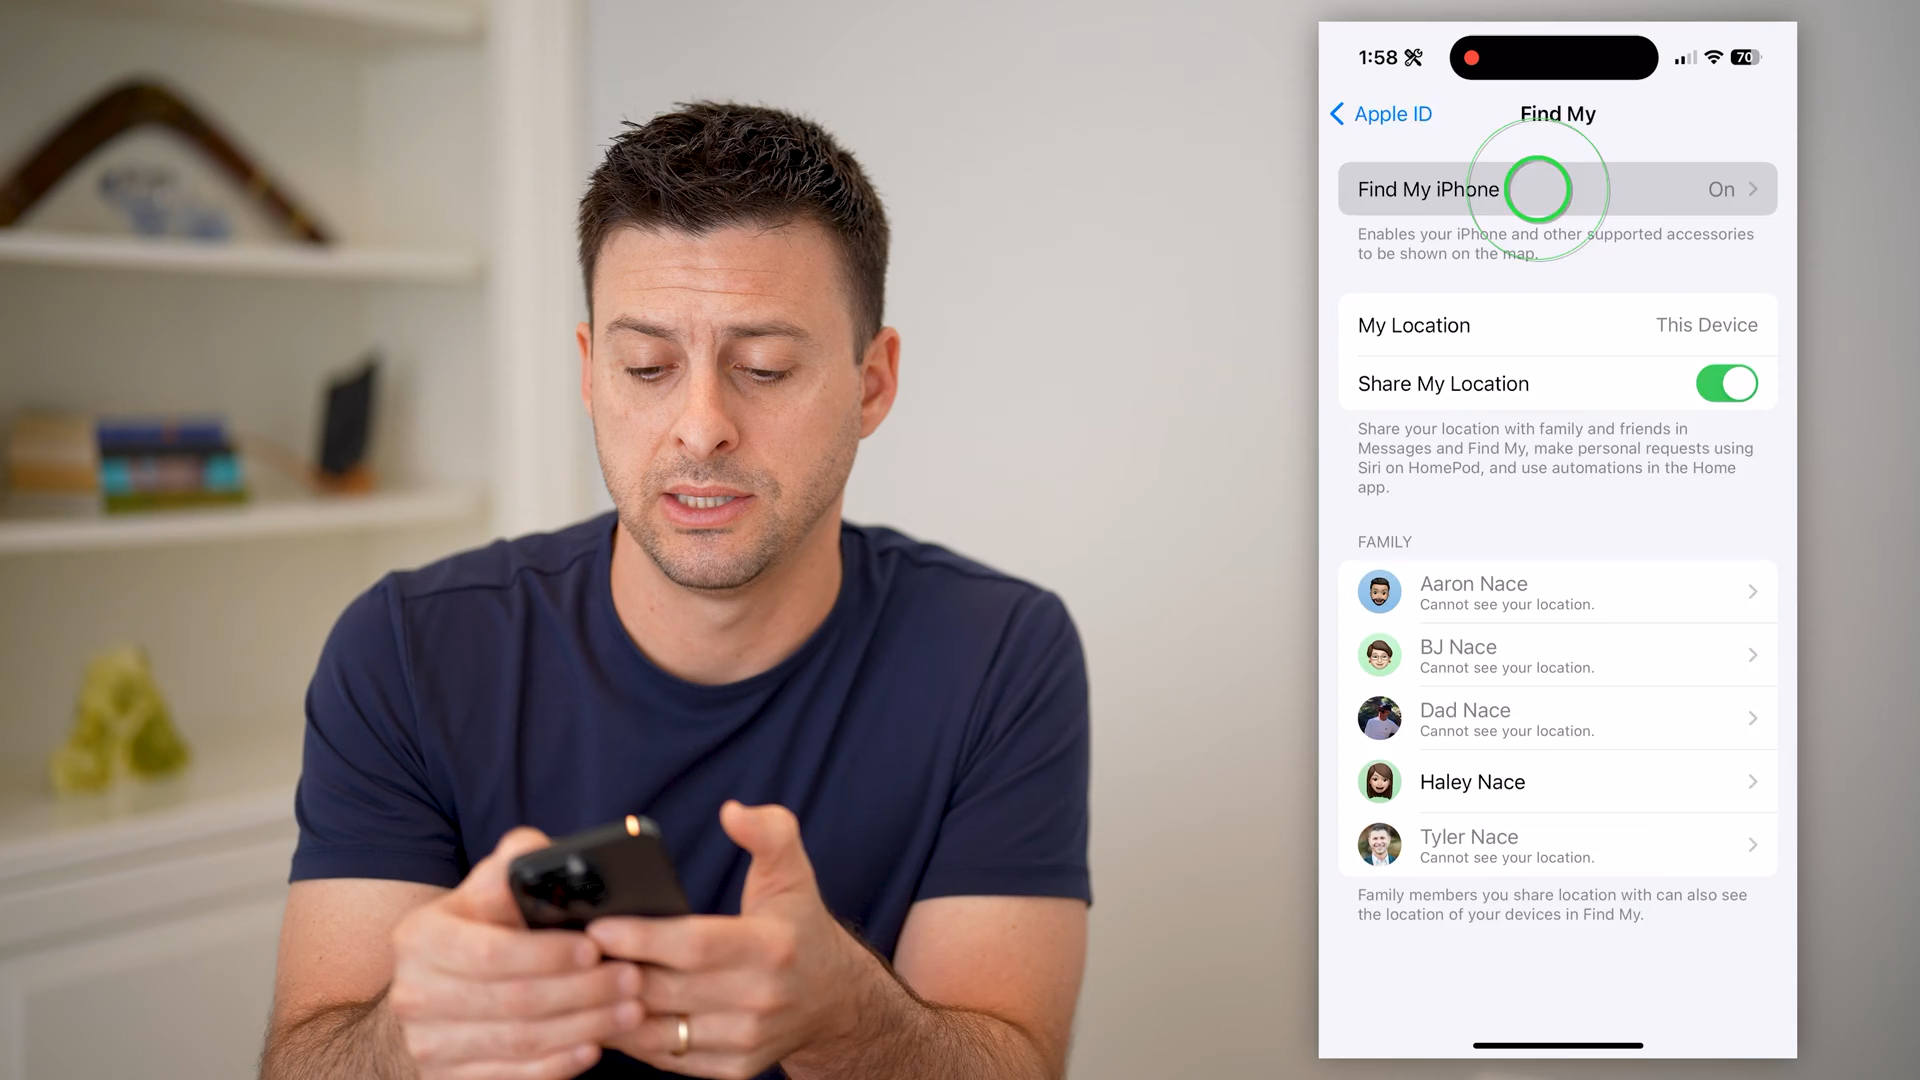 1:58
70
Apple ID
Find My
Find My iPhone
On
Enables your iPhone and other supported accessories
to be shown on the map.
My Location
This Device
Share My Location
Share your location with family and friends in
Messages and Find My, make personal requests using
Siri on HomePod, and use automations in the Home
app.
FAMILY
Aaron Nace
Cannot see your location.
BJ Nace
Cannot see your location.
Dad Nace
Cannot see your location.
Haley Nace
Tyler Nace
Cannot see your location.
Family members you share location with can also see
the location of your devices in Find My.